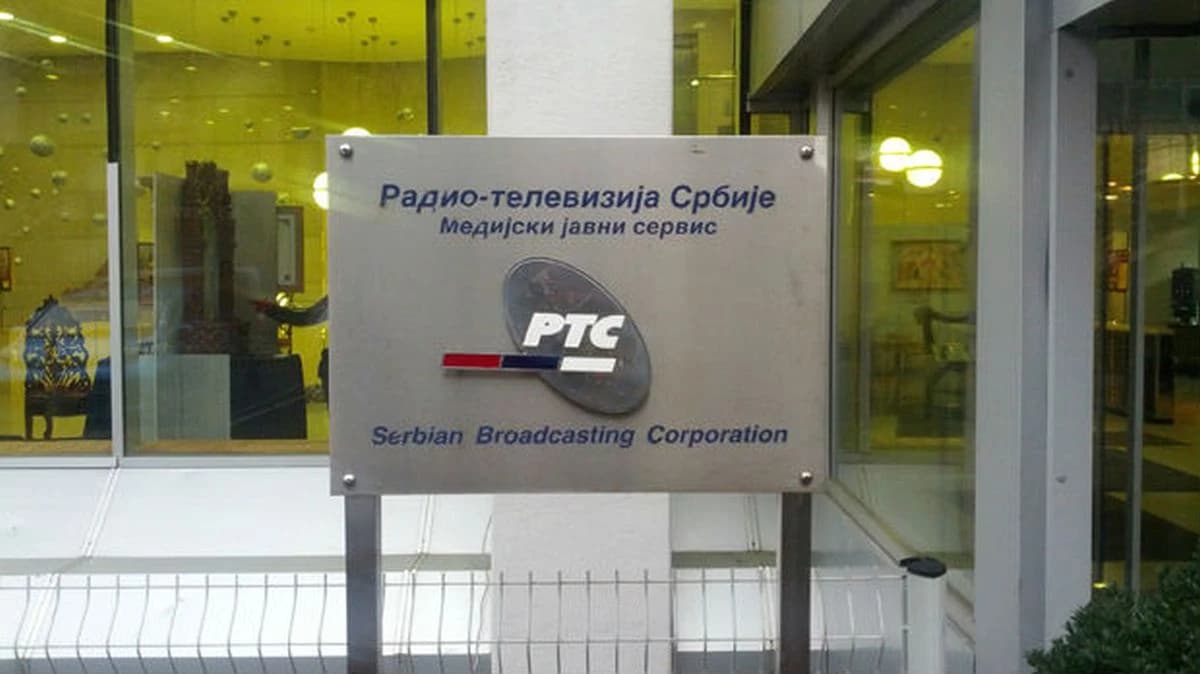 Радио-телевизија Србије
Медијски јавни сервис
РТС
Serbian Broadcasting Corporation